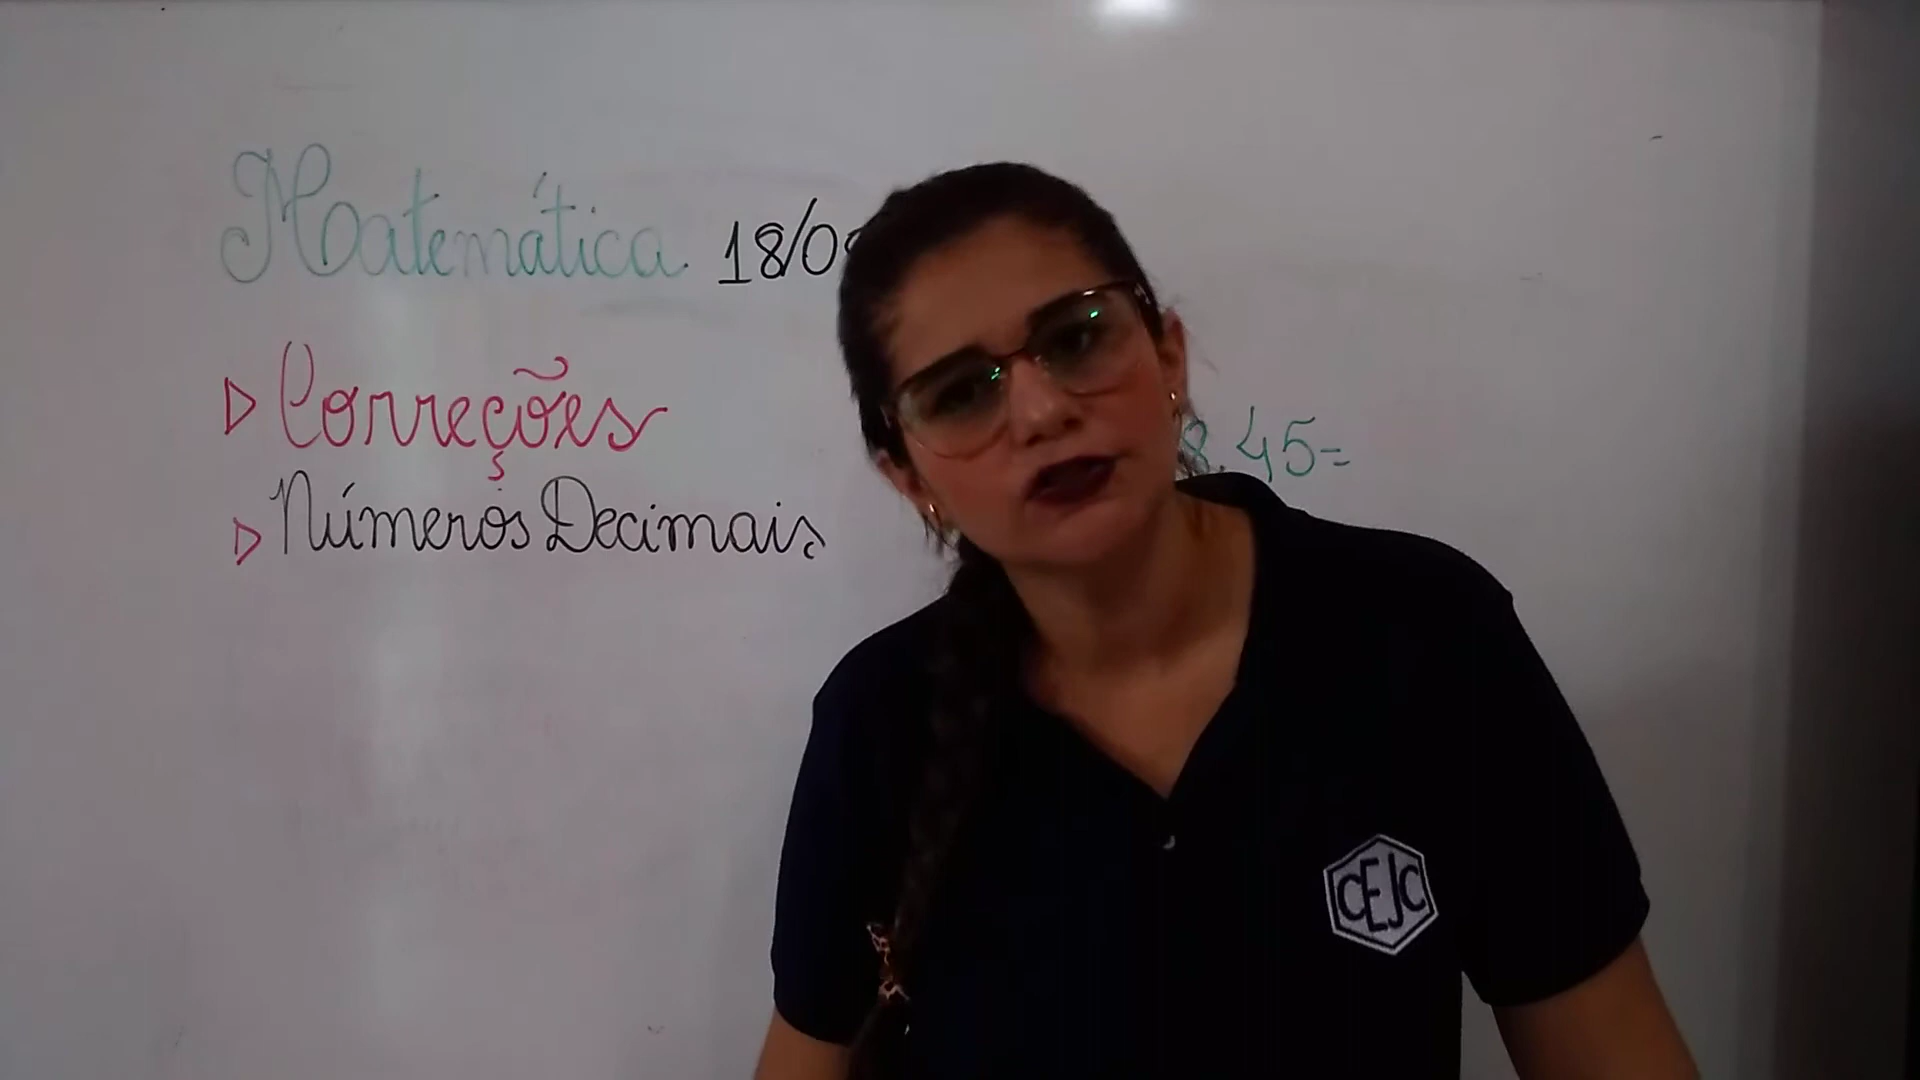 Matemática 18/0
▷ Correções
8.45=
▷ Números Decimais
CEJC